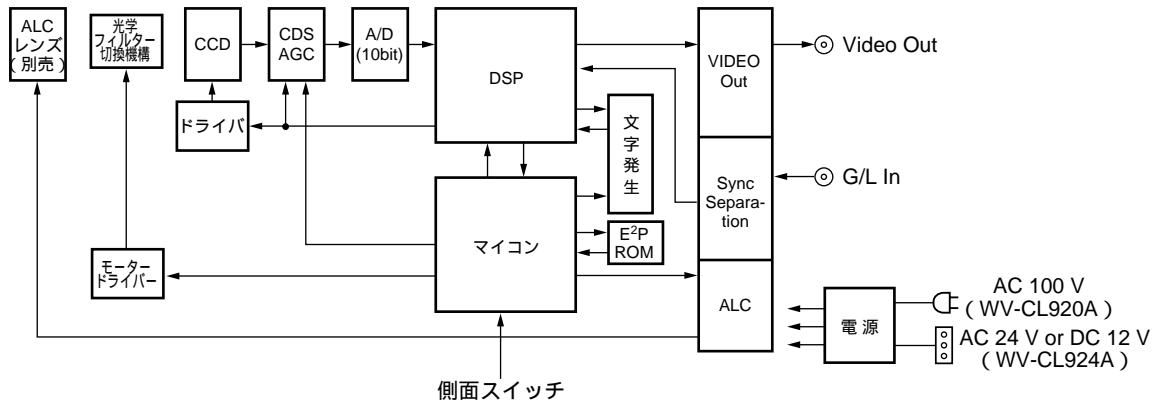 ALC
レンズ
(別売)
光学
フィルター
切換機構
CCD
CDS
AGC
A/D
(10bit)
DSP
VIDEO
Out
Video Out
ドライバ
文
字
発
生
Sync
Separa-
tion
G/L In
マイコン
E²P
ROM
モーター
ドライバー
ALC
電源
AC 100 V
(WV-CL920A)
AC 24 V or DC 12 V
(WV-CL924A)
側面スイッチ